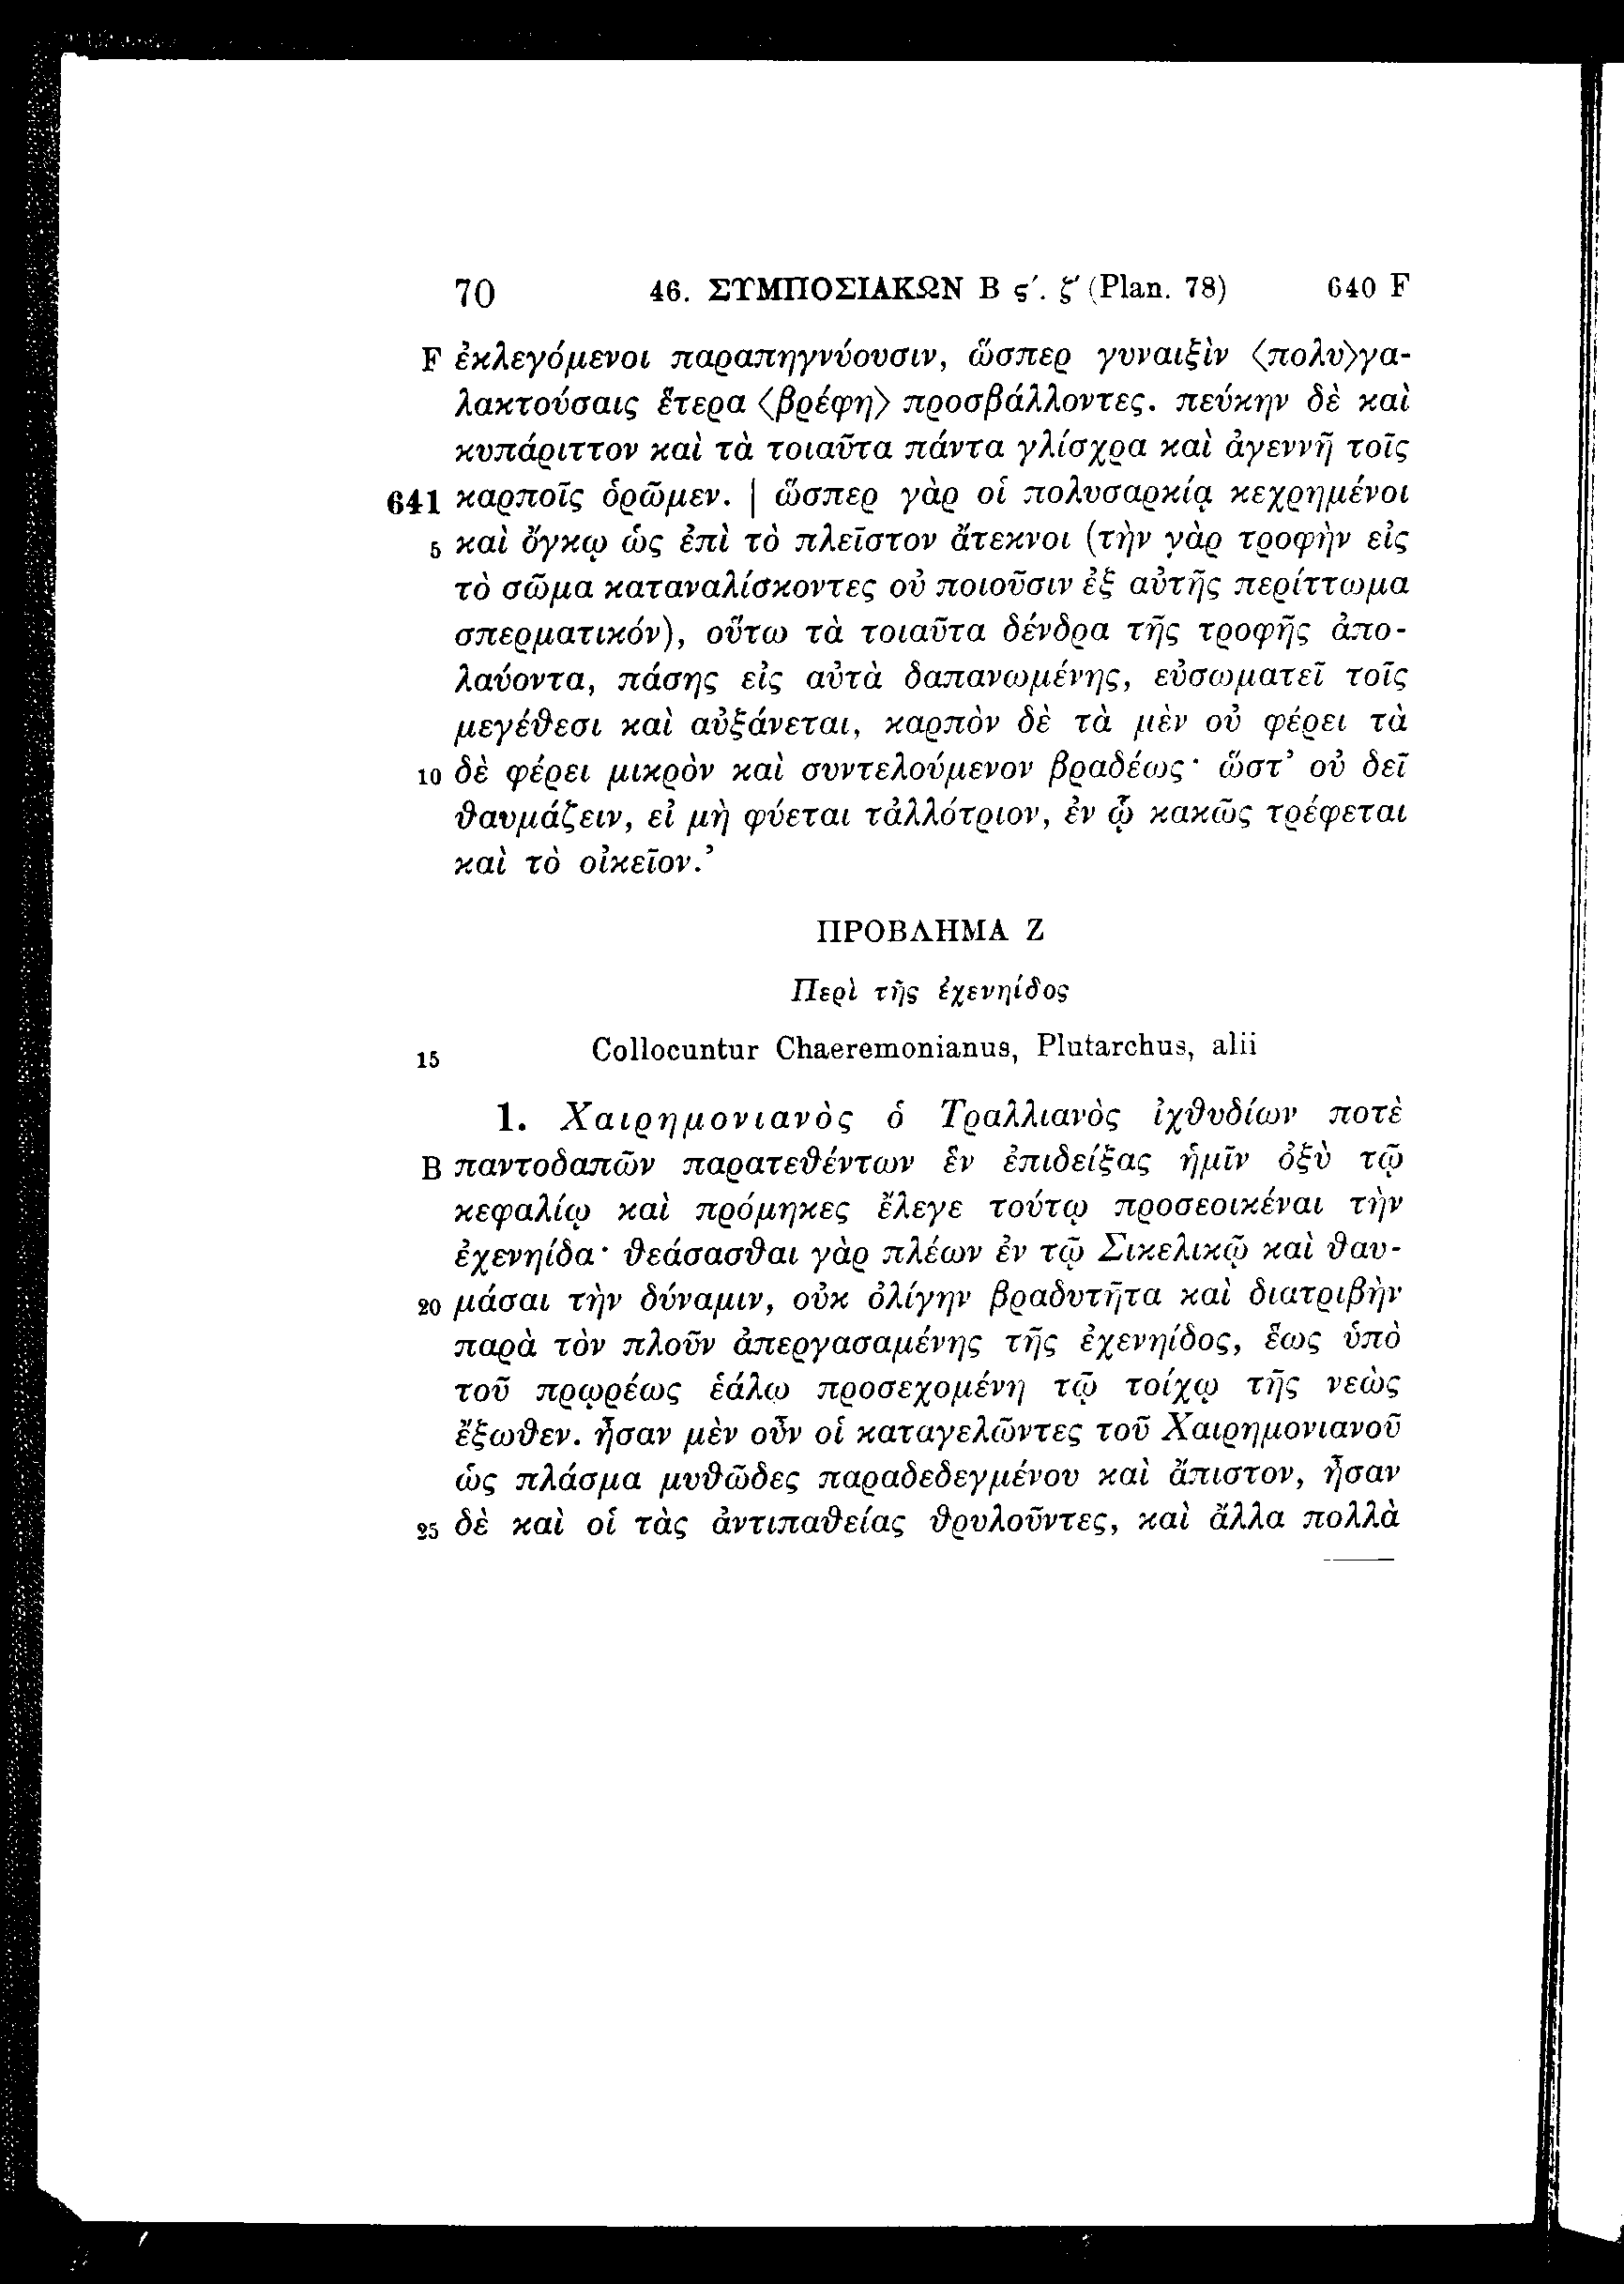 70 46. ΣΥΜΠΟΣΙΑΚΩΝ Β ϛ΄. ζ΄ (Plan. 78) 640 F
F ἐκλεγόμενοι παραπηγνύουσιν, ὥσπερ γυναιξὶν ⟨πολυ⟩γα-
λακτούσαις ἕτερα ⟨βρέφη⟩ προσβάλλοντες. πεύκην δὲ καὶ
κυπάριττον καὶ τὰ τοιαῦτα πάντα γλίσχρα καὶ ἀγεννῆ τοῖς
641 καρποῖς ὁρῶμεν. | ὥσπερ γὰρ οἱ πολυσαρκίᾳ κεχρημένοι
5 καὶ ὄγκῳ ὡς ἐπὶ τὸ πλεῖστον ἄτεκνοι (τὴν γὰρ τροφὴν εἰς
τὸ σῶμα καταναλίσκοντες οὐ ποιοῦσιν ἐξ αὐτῆς περίττωμα
σπερματικόν), οὕτω τὰ τοιαῦτα δένδρα τῆς τροφῆς ἀπο-
λαύοντα, πάσης εἰς αὐτὰ δαπανωμένης, εὐσωματεῖ τοῖς
μεγέθεσι καὶ αὐξάνεται, καρπὸν δὲ τὰ μὲν οὐ φέρει τὰ
10 δὲ φέρει μικρὸν καὶ συντελούμενον βραδέως· ὥστ’ οὐ δεῖ
θαυμάζειν, εἰ μὴ φύεται τἀλλότριον, ἐν ᾧ κακῶς τρέφεται
καὶ τὸ οἰκεῖον.’
ΠΡΟΒΛΗΜΑ Ζ
Περὶ τῆς ἐχενηίδος
15 Collocuntur Chaeremonianus, Plutarchus, alii
1. Χαιρημονιανὸς ὁ Τραλλιανὸς ἰχθυδίων ποτὲ
B παντοδαπῶν παρατεθέντων ἓν ἐπιδείξας ἡμῖν ὀξὺ τῷ
κεφαλίῳ καὶ πρόμηκες ἔλεγε τούτῳ προσεοικέναι τὴν
ἐχενηίδα· θεάσασθαι γὰρ πλέων ἐν τῷ Σικελικῷ καὶ θαυ-
20 μάσαι τὴν δύναμιν, οὐκ ὀλίγην βραδυτῆτα καὶ διατριβὴν
παρὰ τὸν πλοῦν ἀπεργασαμένης τῆς ἐχενηίδος, ἕως ὑπὸ
τοῦ πρῳρέως ἑάλω προσεχομένη τῷ τοίχῳ τῆς νεὼς
ἔξωθεν. ἦσαν μὲν οὖν οἱ καταγελῶντες τοῦ Χαιρημονιανοῦ
ὡς πλάσμα μυθῶδες παραδεδεγμένου καὶ ἄπιστον, ἦσαν
25 δὲ καὶ οἱ τὰς ἀντιπαθείας θρυλοῦντες, καὶ ἄλλα πολλὰ